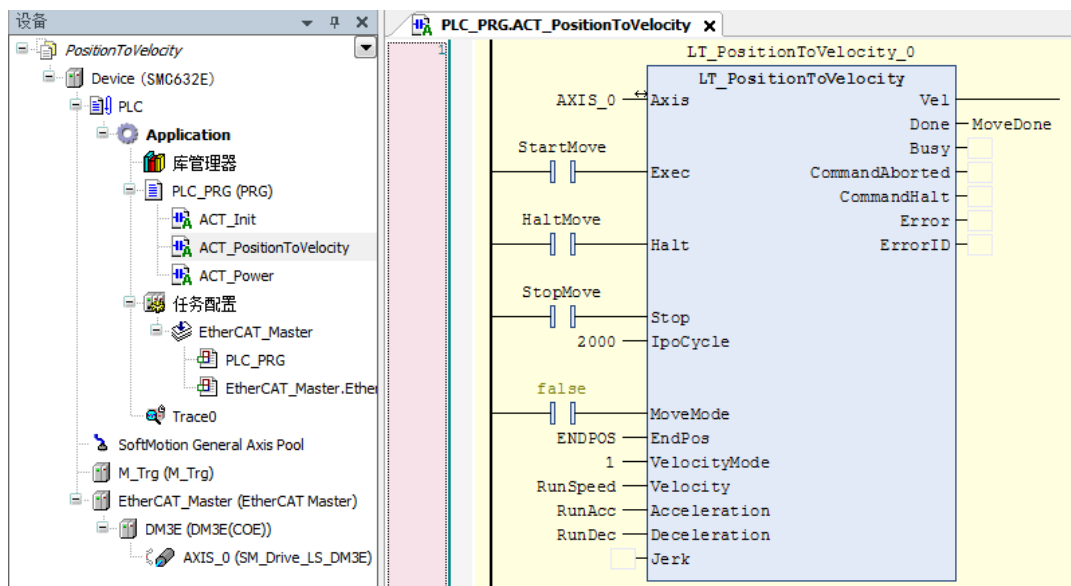 设备
PositionToVelocity
Device (SMC632E)
PLC
Application
库管理器
PLC_PRG (PRG)
ACT_Init
ACT_PositionToVelocity
ACT_Power
任务配置
EtherCAT_Master
PLC_PRG
EtherCAT_Master.Ether
Trace0
SoftMotion General Axis Pool
M_Trg (M_Trg)
EtherCAT_Master (EtherCAT Master)
DM3E (DM3E(COE))
AXIS_0 (SM_Drive_LS_DM3E)
PLC_PRG.ACT_PositionToVelocity
1
LT_PositionToVelocity_0
LT_PositionToVelocity
AXIS_0 Axis Vel
Done MoveDone
StartMove Busy
Exec CommandAborted
CommandHalt
HaltMove Error
Halt ErrorID
StopMove
Stop
2000 IpoCycle
false
MoveMode
ENDPOS EndPos
1 VelocityMode
RunSpeed Velocity
RunAcc Acceleration
RunDec Deceleration
Jerk